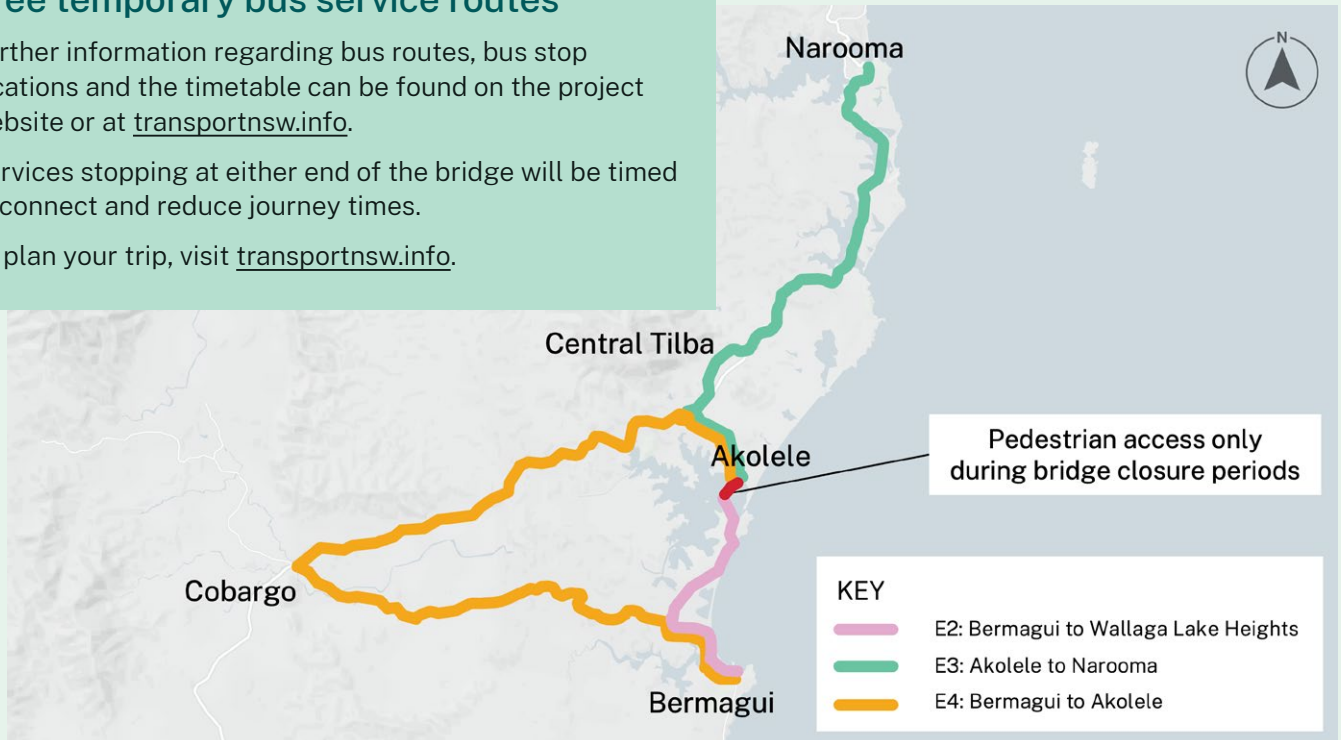 ee temporary bus service routes
rther information regarding bus routes, bus stop
cations and the timetable can be found on the project
ebsite or at transportnsw.info.
rvices stopping at either end of the bridge will be timed
connect and reduce journey times.
plan your trip, visit transportnsw.info.
Narooma
N
Central Tilba
Akolele
Pedestrian access only
during bridge closure periods
Cobargo
Bermagui
KEY
E2: Bermagui to Wallaga Lake Heights
E3: Akolele to Narooma
E4: Bermagui to Akolele